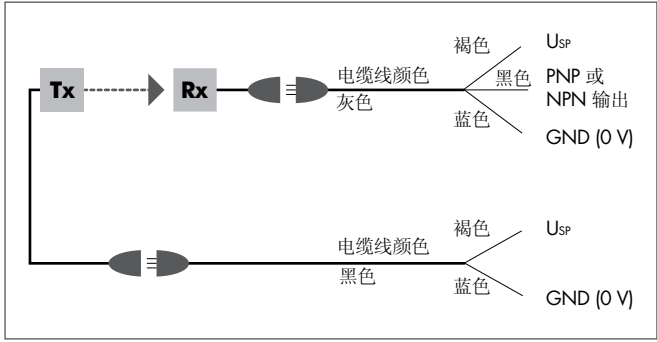 褐色 USP
Tx Rx 电缆线颜色 黑色 PNP 或
灰色 NPN 输出
蓝色 GND (0 V)
褐色 USP
电缆线颜色
黑色
蓝色 GND (0 V)